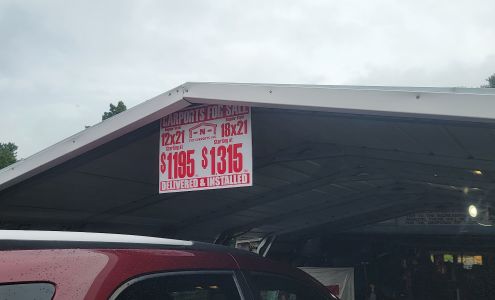 CARPORTS FOR SALE
12x21 -N- 18x21
Starting at Starting at
$1195 $1315
DELIVERED & INSTALLED